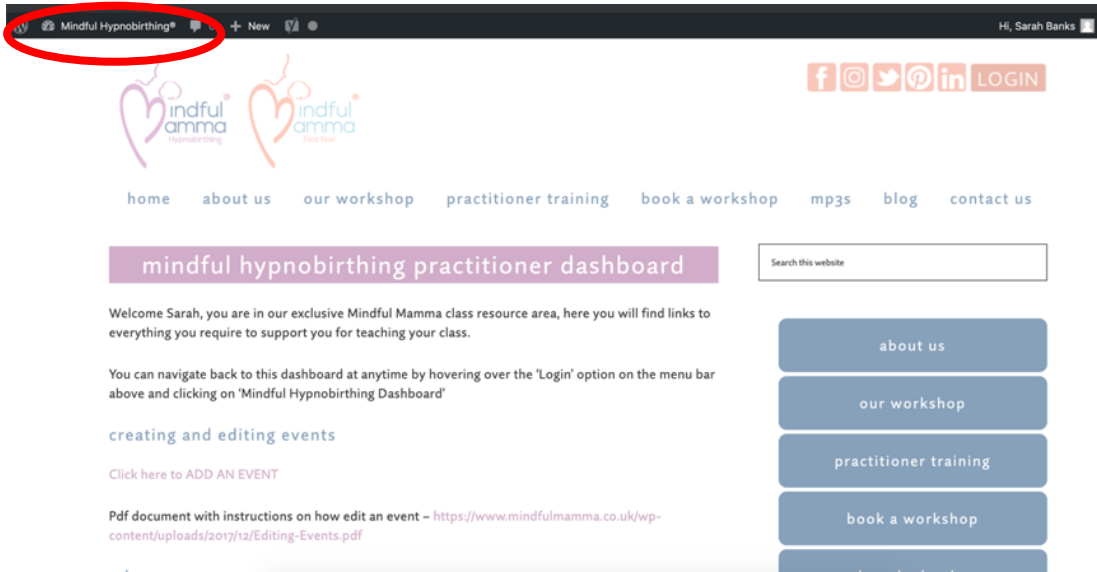 Mindful Hypnobirthing® + New
Hi, Sarah Banks
indful®
amma
Hypnobirthing
indful®
amma
First Year
f in LOGIN
home about us our workshop practitioner training book a workshop mp3s blog contact us
mindful hypnobirthing practitioner dashboard
Search this website
Welcome Sarah, you are in our exclusive Mindful Mamma class resource area, here you will find links to
everything you require to support you for teaching your class.
You can navigate back to this dashboard at anytime by hovering over the ‘Login’ option on the menu bar
above and clicking on ‘Mindful Hypnobirthing Dashboard’
creating and editing events
Click here to ADD AN EVENT
Pdf document with instructions on how edit an event – https://www.mindfulmamma.co.uk/wp-
content/uploads/2017/12/Editing-Events.pdf
about us
our workshop
practitioner training
book a workshop